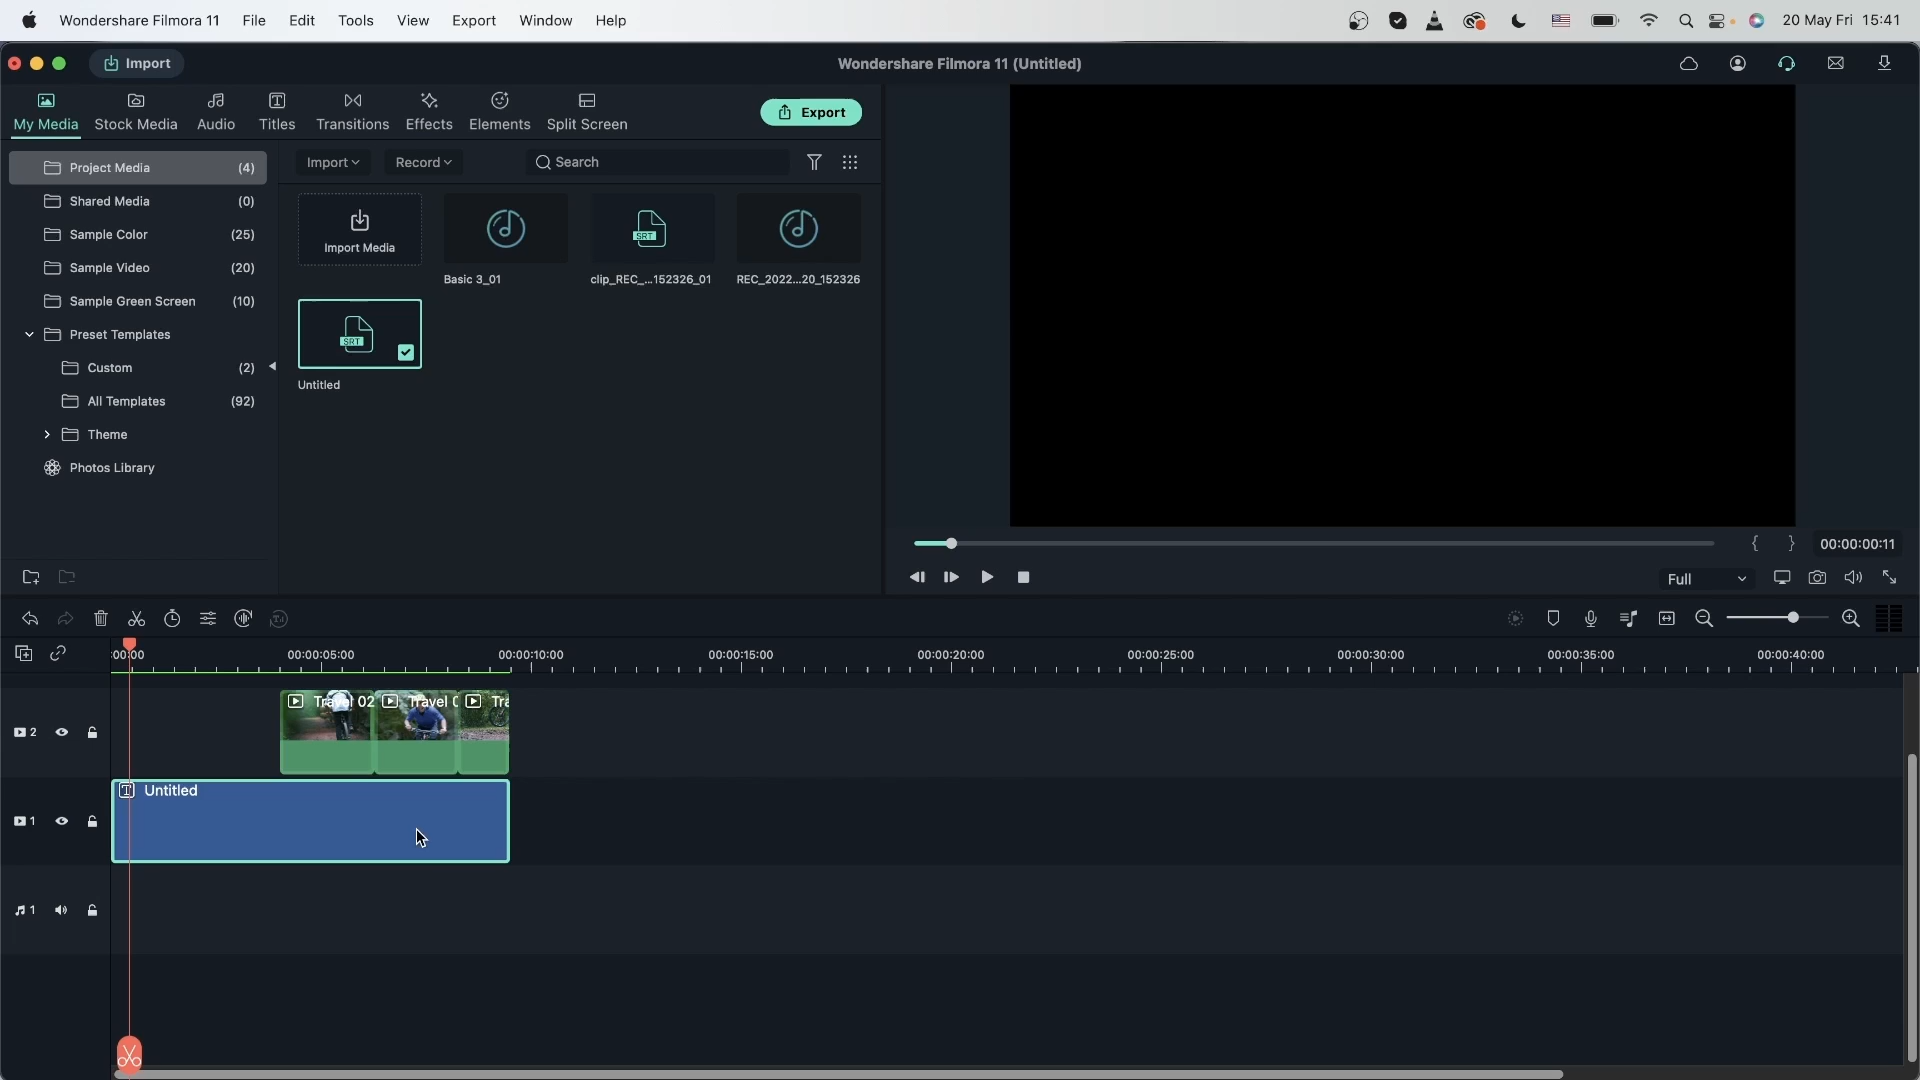 Wondershare Filmora 11 File Edit Tools View Export Window Help 20 May Fri 15:41
Import Wondershare Filmora 11 (Untitled)
My Media Stock Media Audio Titles Transitions Effects Elements Split Screen Export
Project Media (4)
Shared Media (0)
Sample Color (25)
Sample Video (20)
Sample Green Screen (10)
Preset Templates
Custom (2)
All Templates (92)
Theme
Photos Library
Import Record Search
Import Media
SRT
Basic 3_01 clip_REC_...152326_01 REC_2022...20_152326
SRT
Untitled
{ } 00:00:00:11
Full
:00:00 00:00:05:00 00:00:10:00 00:00:15:00 00:00:20:00 00:00:25:00 00:00:30:00 00:00:35:00 00:00:40:00
2 Travel 02 Travel 0 Tra
1 T Untitled
1